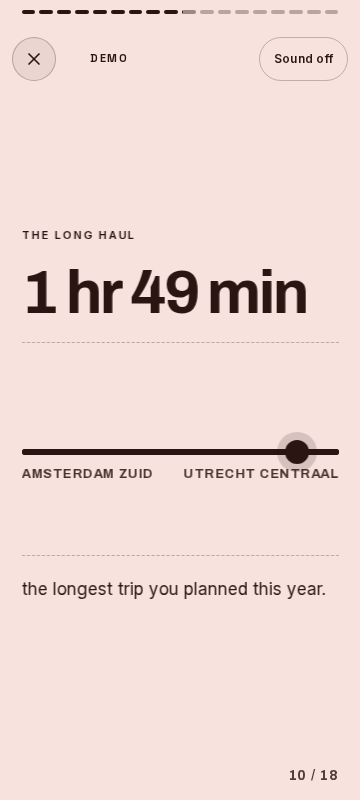 DEMO
Sound off
THE LONG HAUL
1 hr 49 min
AMSTERDAM ZUID
UTRECHT CENTRAAL
the longest trip you planned this year.
10 / 18